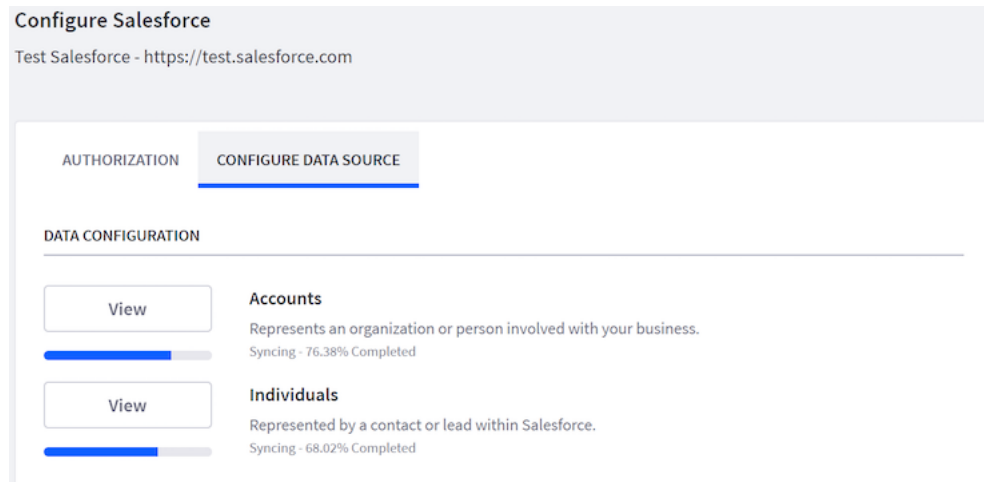 Configure Salesforce
Test Salesforce - https://test.salesforce.com
AUTHORIZATION CONFIGURE DATA SOURCE
DATA CONFIGURATION
View
Accounts
Represents an organization or person involved with your business.
Syncing - 76.38% Completed
View
Individuals
Represented by a contact or lead within Salesforce.
Syncing - 68.02% Completed